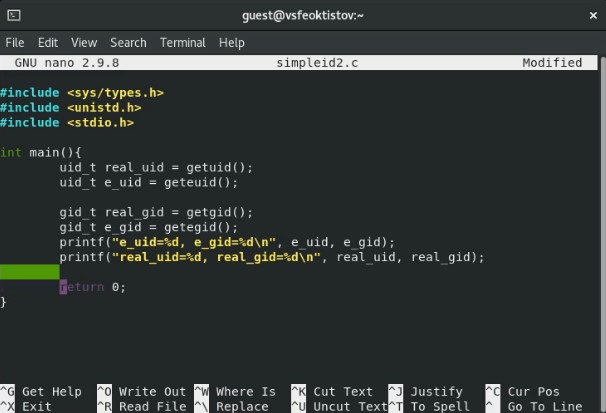 guest@vsfeoktistov:~
File Edit View Search Terminal Help
GNU nano 2.9.8 simpleid2.c Modified
#include <sys/types.h>
#include <unistd.h>
#include <stdio.h>
int main(){
uid_t real_uid = getuid();
uid_t e_uid = geteuid();
gid_t real_gid = getgid();
gid_t e_gid = getegid();
printf("e_uid=%d, e_gid=%d\n", e_uid, e_gid);
printf("real_uid=%d, real_gid=%d\n", real_uid, real_gid);
return 0;
}
^G Get Help ^O Write Out ^W Where Is ^K Cut Text ^J Justify ^C Cur Pos
^X Exit ^R Read File ^\ Replace ^U Uncut Text ^T To Spell ^_ Go To Line